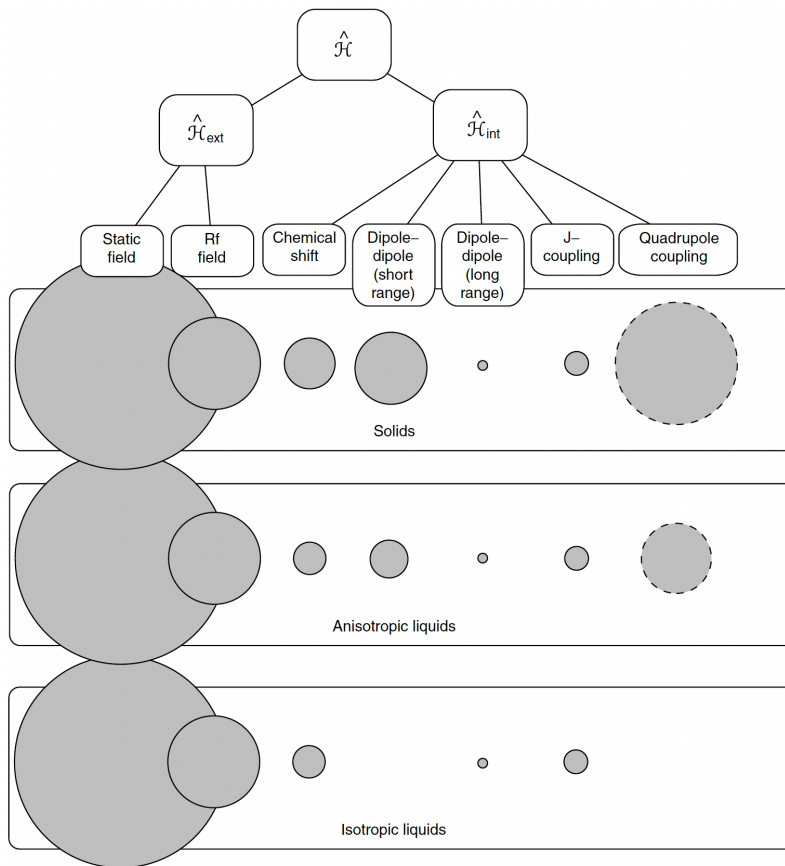 ℋ̂
ℋ̂ext
ℋ̂int
Static
field
Rf
field
Chemical
shift
Dipole–
dipole
(short
range)
Dipole–
dipole
(long
range)
J–
coupling
Quadrupole
coupling
Solids
Anisotropic liquids
Isotropic liquids